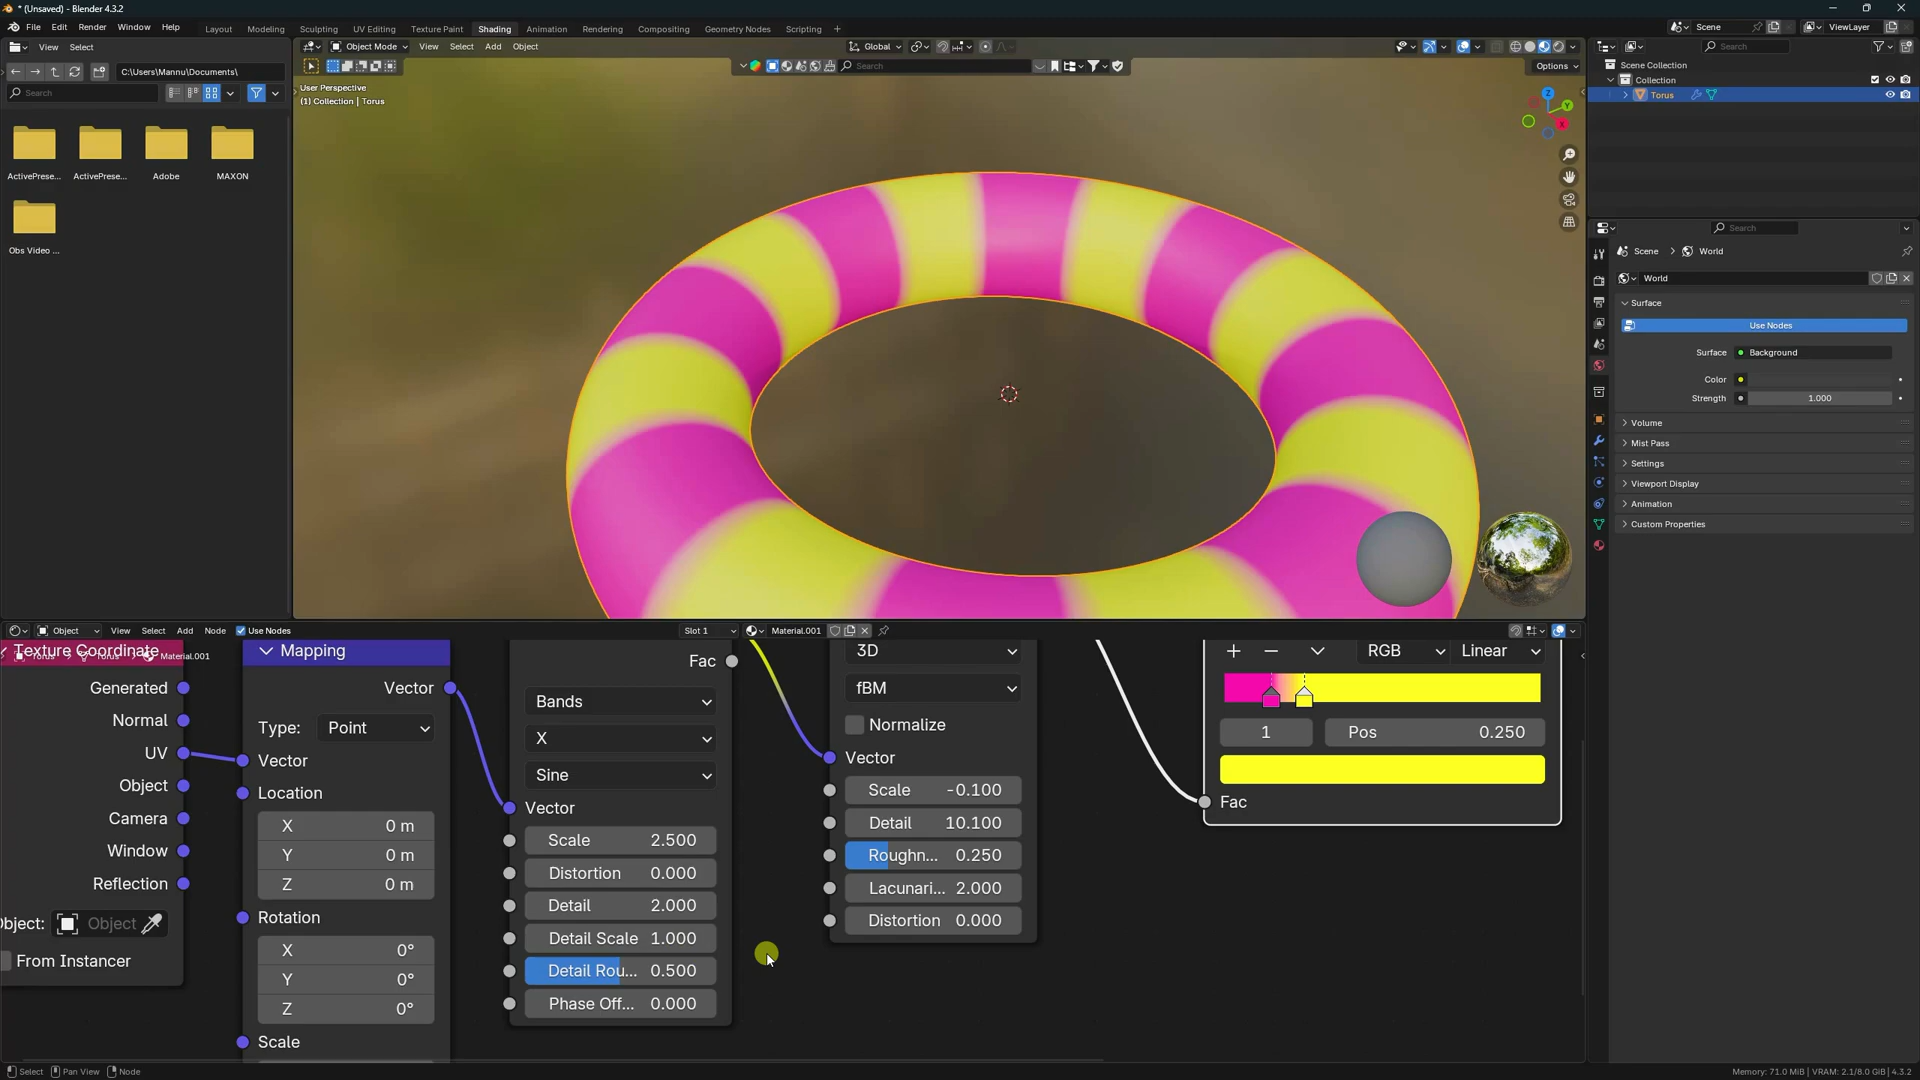 * (Unsaved) - Blender 4.3.2
File Edit Render Window Help
Layout Modeling Sculpting UV Editing Texture Paint Shading Animation Rendering Compositing Geometry Nodes Scripting +
Scene
ViewLayer
View Select
C:\Users\Mannu\Documents\
Search
ActivePrese...
ActivePrese...
Adobe
MAXON
Obs Video ...
Object Mode View Select Add Object
Global
Search
Options
User Perspective
(1) Collection | Torus
Z
Y
X
Search
Scene Collection
Collection
Torus
Search
Scene > World
World
Surface
Use Nodes
Surface Background
Color
Strength 1.000
Volume
Mist Pass
Settings
Viewport Display
Animation
Custom Properties
Object View Select Add Node Use Nodes
Slot 1
Material.001
Texture Coordinate
Torus > Torus > Material.001
Generated
Normal
UV
Object
Camera
Window
Reflection
bject: Object
From Instancer
Mapping
Vector
Type: Point
Vector
Location
X 0 m
Y 0 m
Z 0 m
Rotation
X 0°
Y 0°
Z 0°
Scale
Fac
Bands
X
Sine
Vector
Scale 2.500
Distortion 0.000
Detail 2.000
Detail Scale 1.000
Detail Rou... 0.500
Phase Off... 0.000
3D
fBM
Normalize
Vector
Scale -0.100
Detail 10.100
Roughn... 0.250
Lacunari... 2.000
Distortion 0.000
RGB Linear
1 Pos 0.250
Fac
Select Pan View Node
Memory: 71.0 MiB | VRAM: 2.1/8.0 GiB | 4.3.2